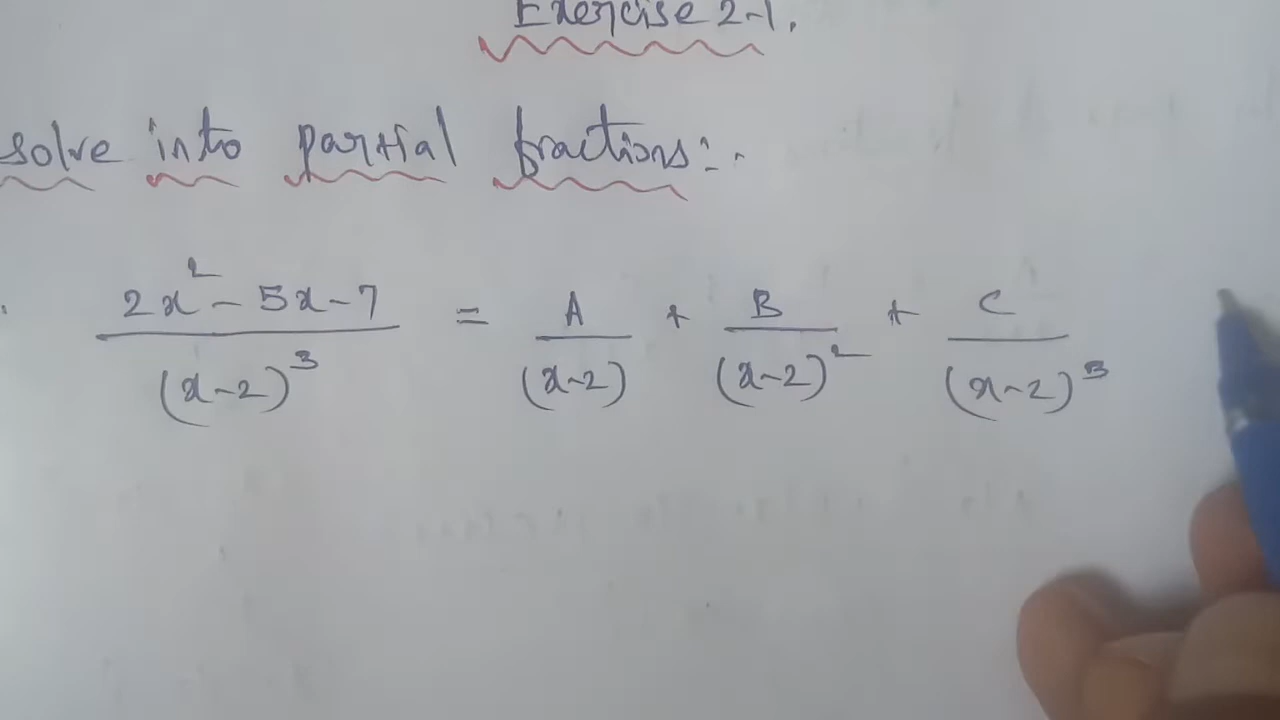 Exercise 2-1.
solve into partial fractions:-
2x² - 5x - 7 / (x-2)³ = A / (x-2) + B / (x-2)² + C / (x-2)³